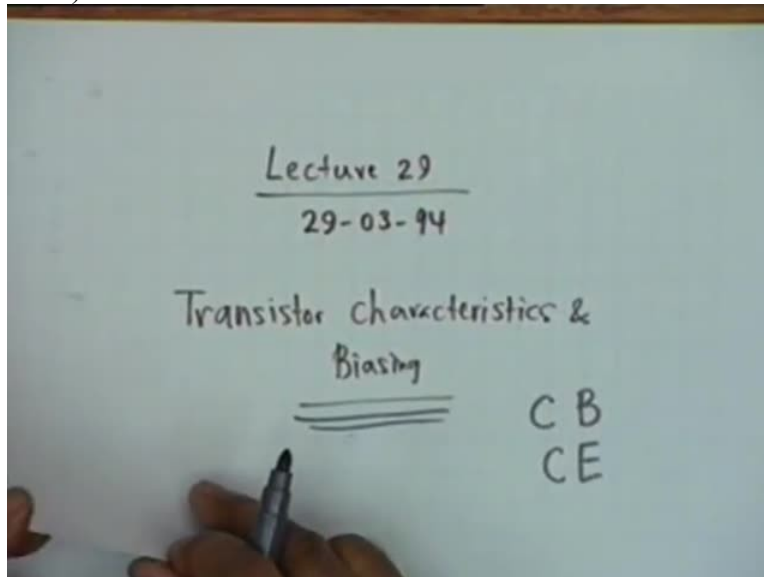 Lecture 29
29-03-94
Transistor characteristics &
Biasing
C B
C E